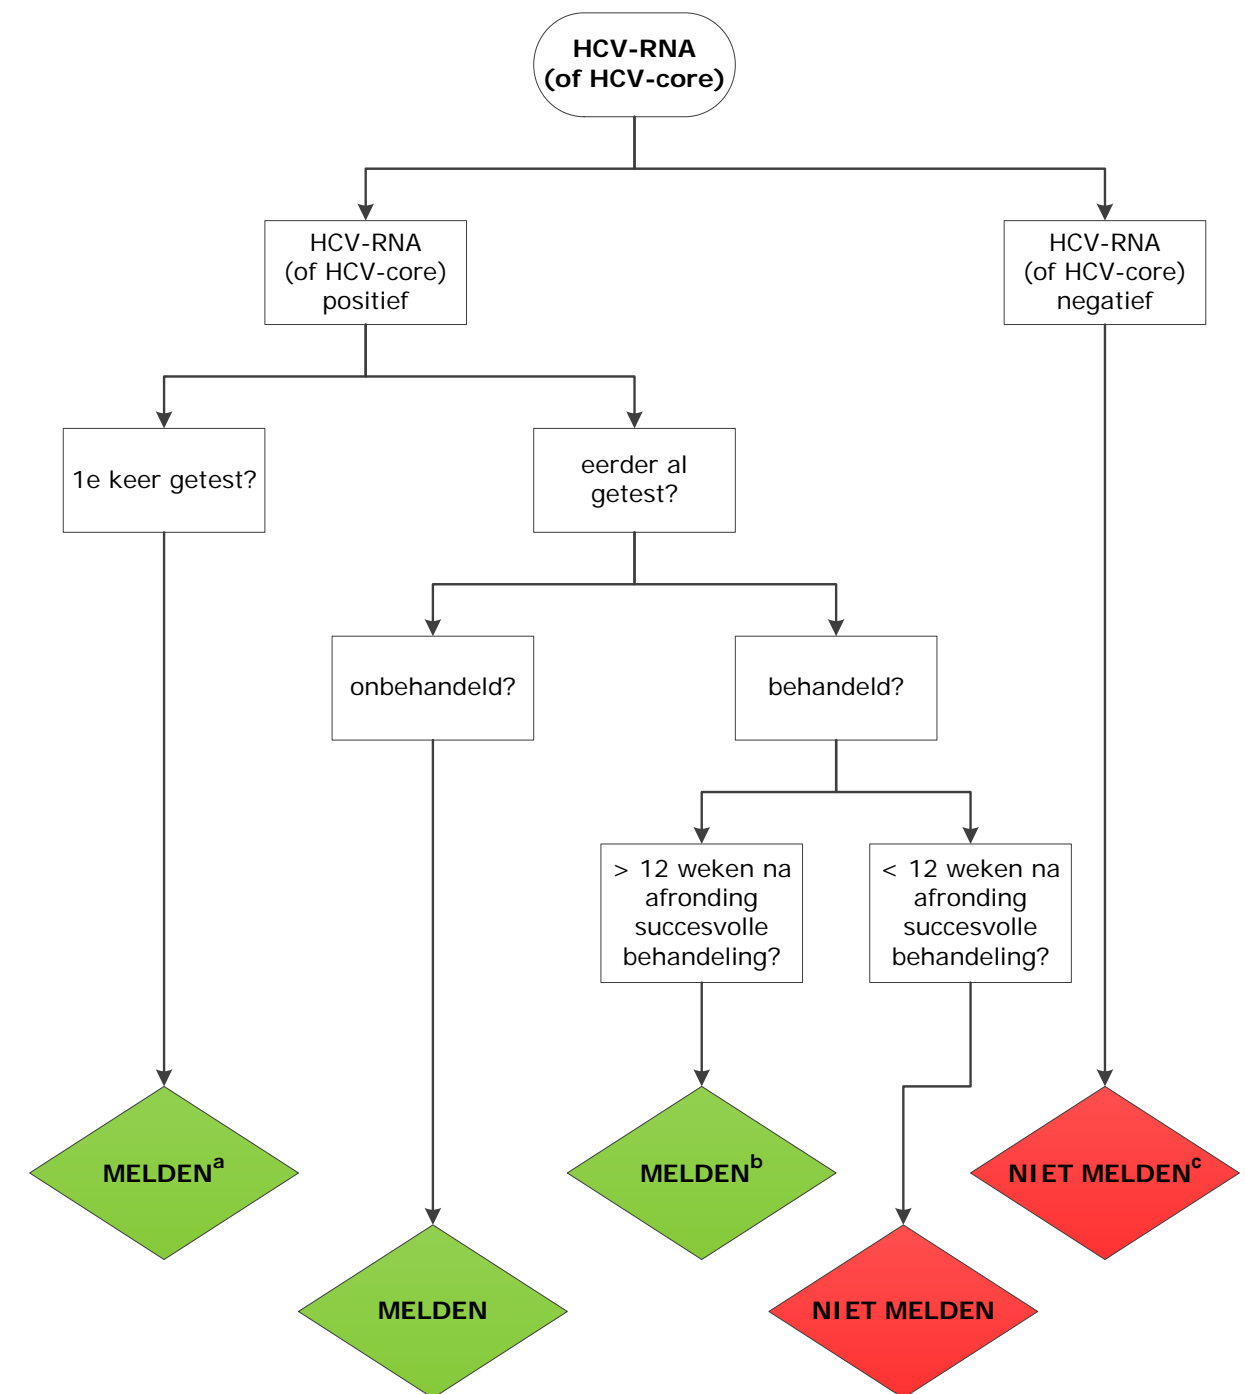 HCV-RNA
(of HCV-core)
HCV-RNA
(of HCV-core)
positief
HCV-RNA
(of HCV-core)
negatief
1e keer getest?
eerder al
getest?
onbehandeld?
behandeld?
> 12 weken na
afronding
succesvolle
behandeling?
< 12 weken na
afronding
succesvolle
behandeling?
MELDENᵃ
MELDENᵇ
NIET MELDENᶜ
MELDEN
NIET MELDEN